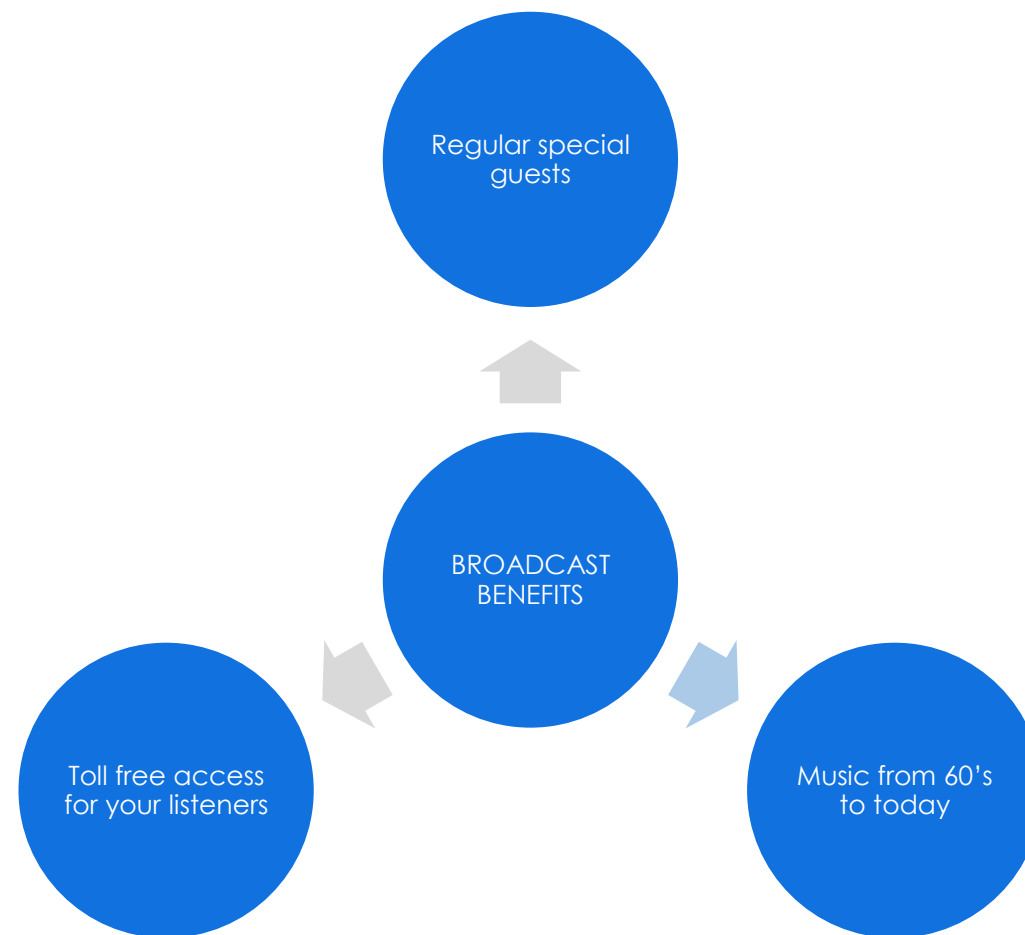 Regular special
guests
BROADCAST
BENEFITS
Toll free access
for your listeners
Music from 60’s
to today